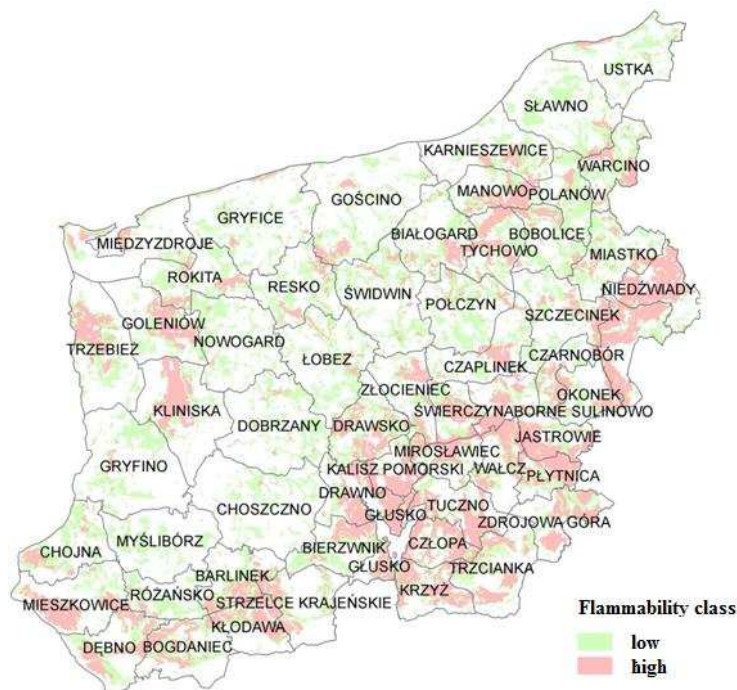 USTKA
SŁAWNO
KARNIESZEWICE
WARCINO
MANOWO
POLANÓW
GOŚCINO
GRYFICE
BIAŁOGARD
BOBOLICE
TYCHOWO
MIĘDZYZDROJE
MIASTKO
ROKITA
RESKO
ŚWIDWIN
NIEDŹWIADY
POŁCZYN
SZCZECINEK
GOLENIÓW
NOWOGARD
TRZEBIEŻ
ŁOBEZ
CZARNOBÓR
CZAPLINEK
ZŁOCIENIEC
OKONEK
KLINISKA
ŚWIERCZYNA
BORNE SULINOWO
DOBRZANY
DRAWSKO
JASTROWIE
MIROSŁAWIEC
GRYFINO
KALISZ POMORSKI
WAŁCZ
PŁYTNICA
DRAWNO
CHOSZCZNO
TUCZNO
GŁUSKO
ZDROJOWA GÓRA
MYŚLIBÓRZ
CHOJNA
BIERZWNIK
CZŁOPA
GŁUSKO
TRZCIANKA
BARLINEK
RÓŻAŃSKO
KRZYŻ
MIESZKOWICE
STRZELCE KRAJEŃSKIE
KŁODAWA
DĘBNO
BOGDANIEC
Flammability class
low
high